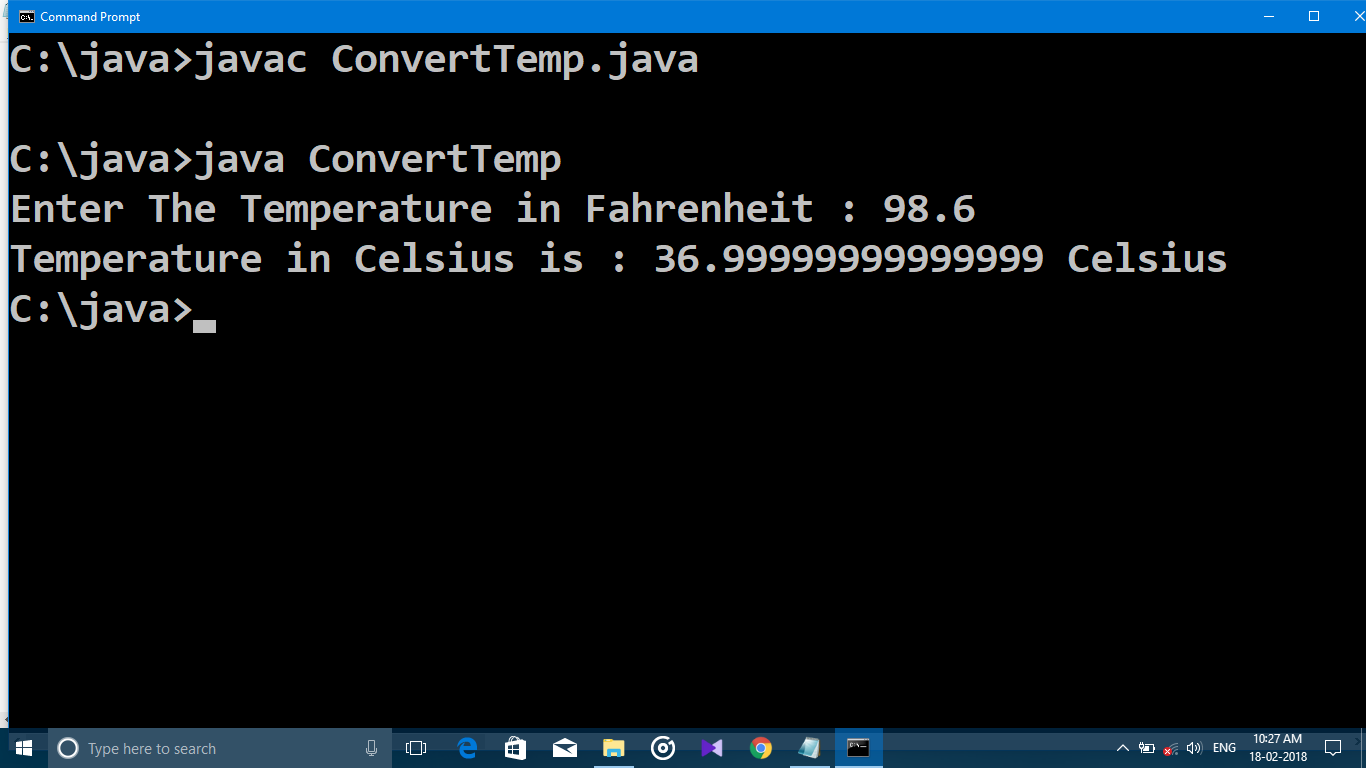 Command Prompt
C:\java>javac ConvertTemp.java
C:\java>java ConvertTemp
Enter The Temperature in Fahrenheit : 98.6
Temperature in Celsius is : 36.99999999999999 Celsius
C:\java>
Type here to search
ENG
10:27 AM
18-02-2018